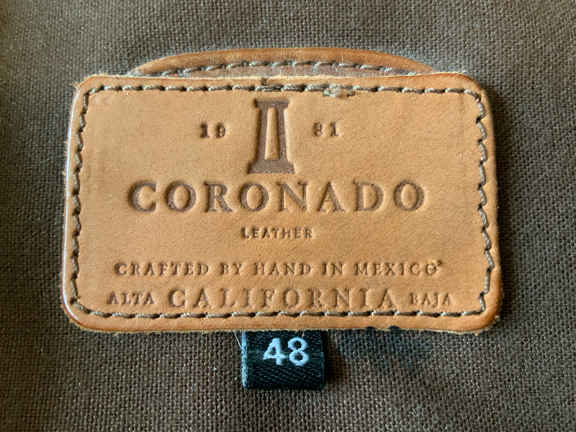 19 81
CORONADO
LEATHER
CRAFTED BY HAND IN MEXICO®
ALTA CALIFORNIA BAJA
48